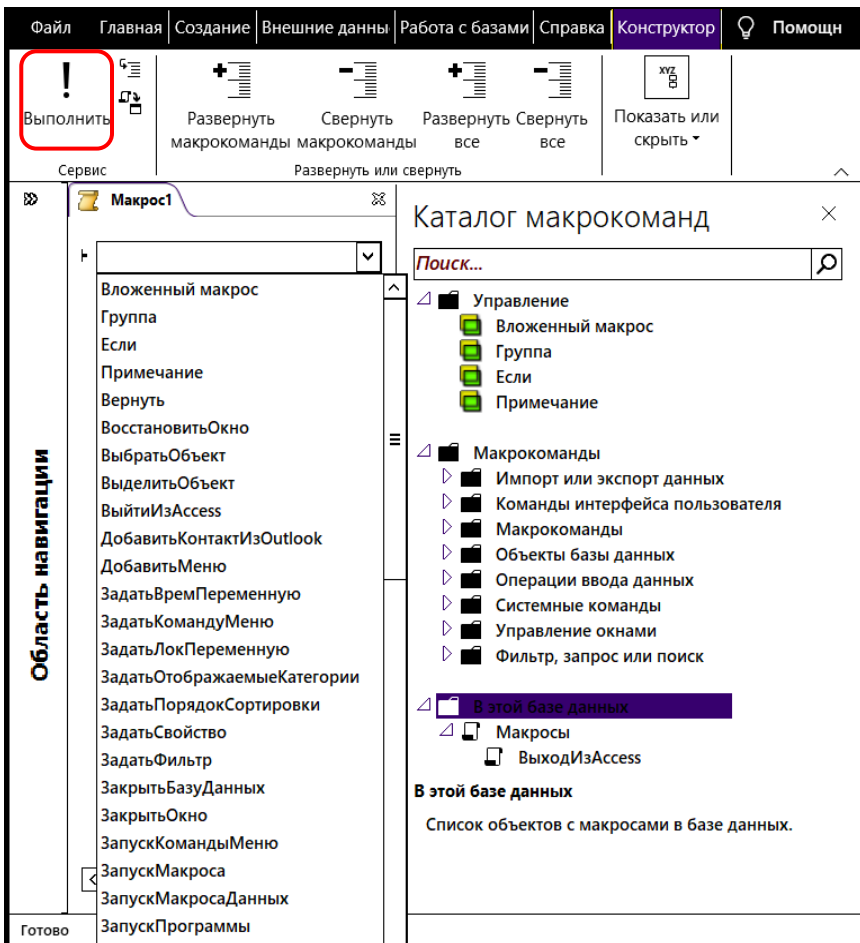 Файл Главная Создание Внешние данны Работа с базами Справка Конструктор Помощн
!
Выполнить
Развернуть макрокоманды
Свернуть макрокоманды
Развернуть все
Свернуть все
XYZ
Показать или скрыть
Сервис
Развернуть или свернуть
Макрос1
Область навигации
Вложенный макрос
Группа
Если
Примечание
Вернуть
ВосстановитьОкно
ВыбратьОбъект
ВыделитьОбъект
ВыйтиИзAccess
ДобавитьКонтактИзOutlook
ДобавитьМеню
ЗадатьВремПеременную
ЗадатьКомандуМеню
ЗадатьЛокПеременную
ЗадатьОтображаемыеКатегории
ЗадатьПорядокСортировки
ЗадатьСвойство
ЗадатьФильтр
ЗакрытьБазуДанных
ЗакрытьОкно
ЗапускКомандыМеню
ЗапускМакроса
ЗапускМакросаДанных
ЗапускПрограммы
Каталог макрокоманд
Поиск...
Управление
Вложенный макрос
Группа
Если
Примечание
Макрокоманды
Импорт или экспорт данных
Команды интерфейса пользователя
Макрокоманды
Объекты базы данных
Операции ввода данных
Системные команды
Управление окнами
Фильтр, запрос или поиск
В этой базе данных
Макросы
ВыходИзAccess
В этой базе данных
Список объектов с макросами в базе данных.
Готово